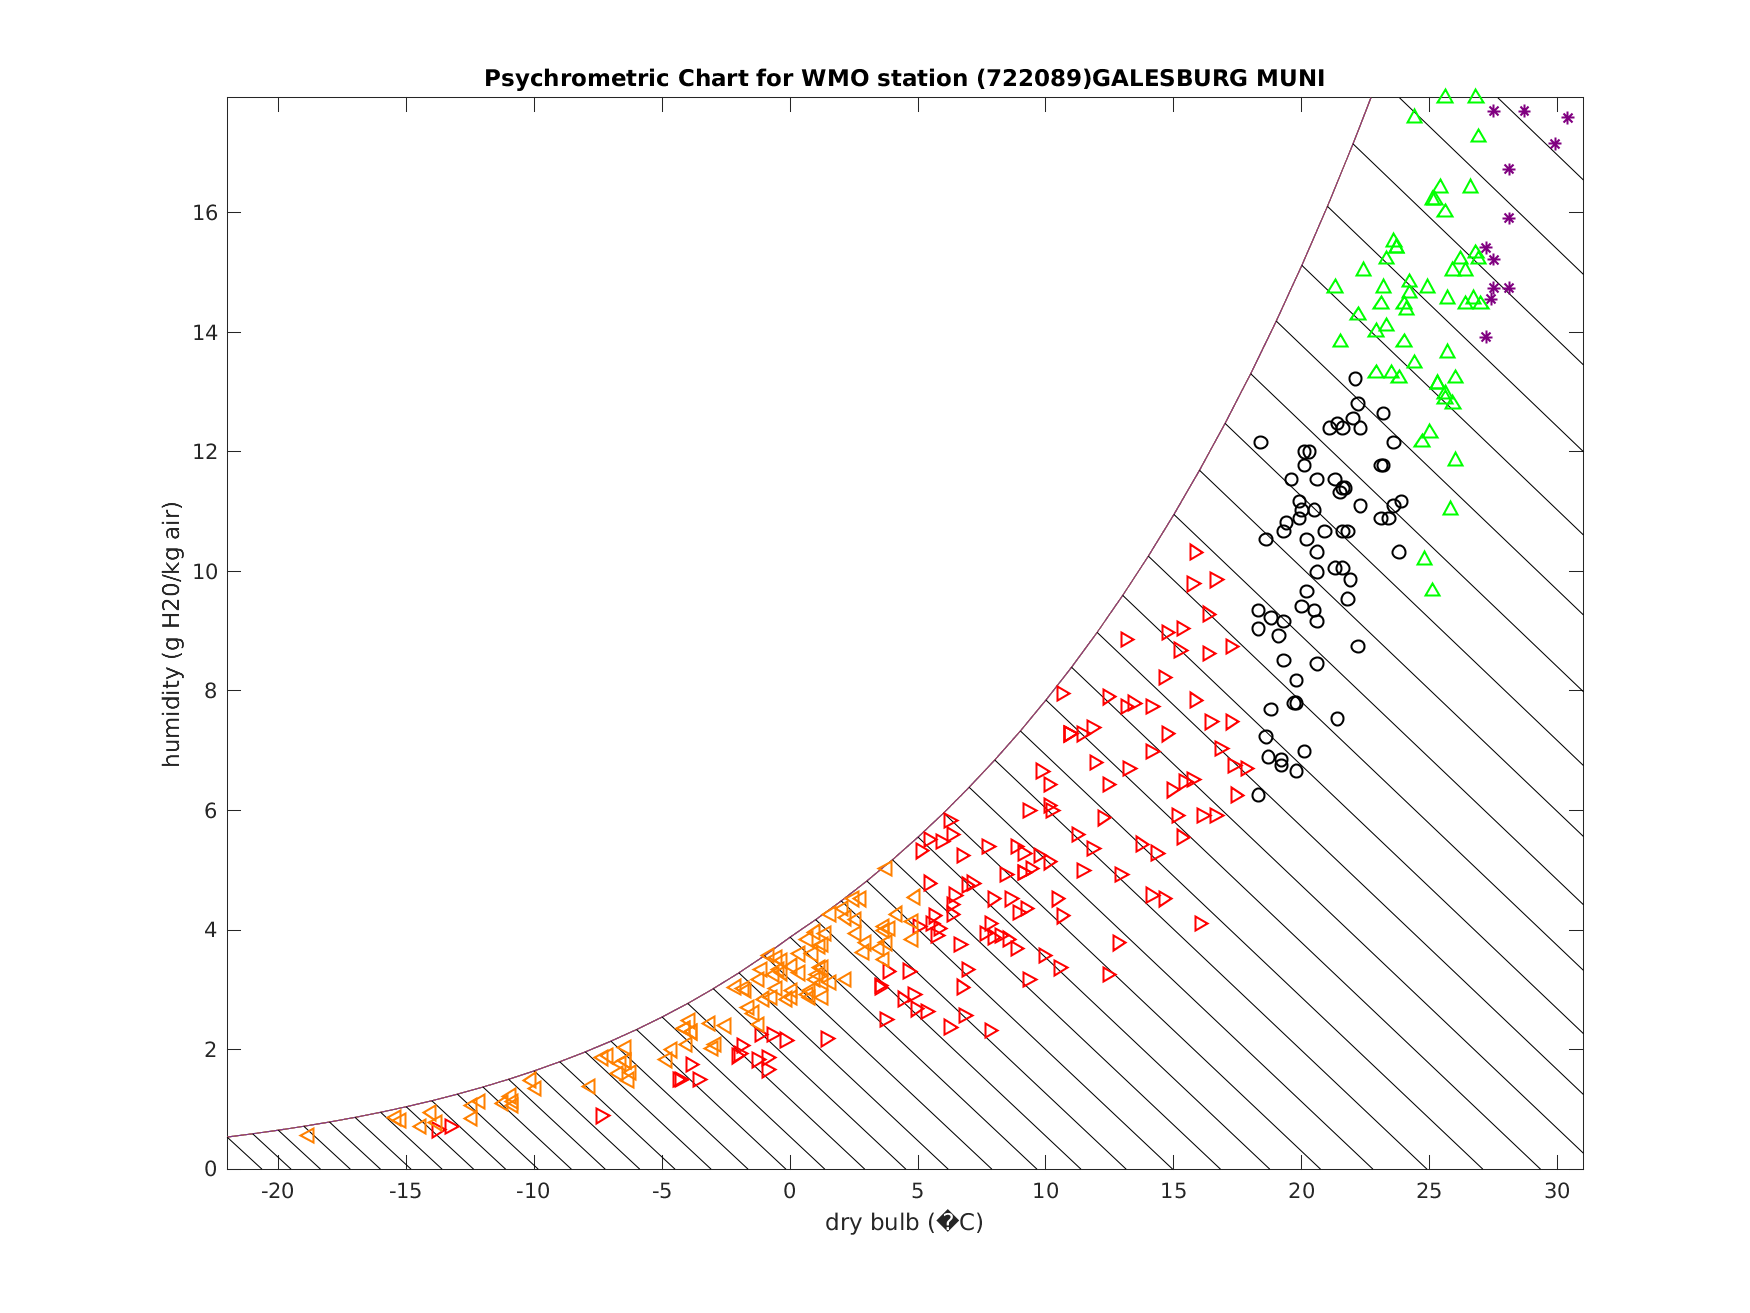 Psychrometric Chart for WMO station (722089)GALESBURG MUNI
humidity (g H20/kg air)
16
14
12
10
8
6
4
2
0
-20 -15 -10 -5 0 5 10 15 20 25 30
dry bulb (�C)